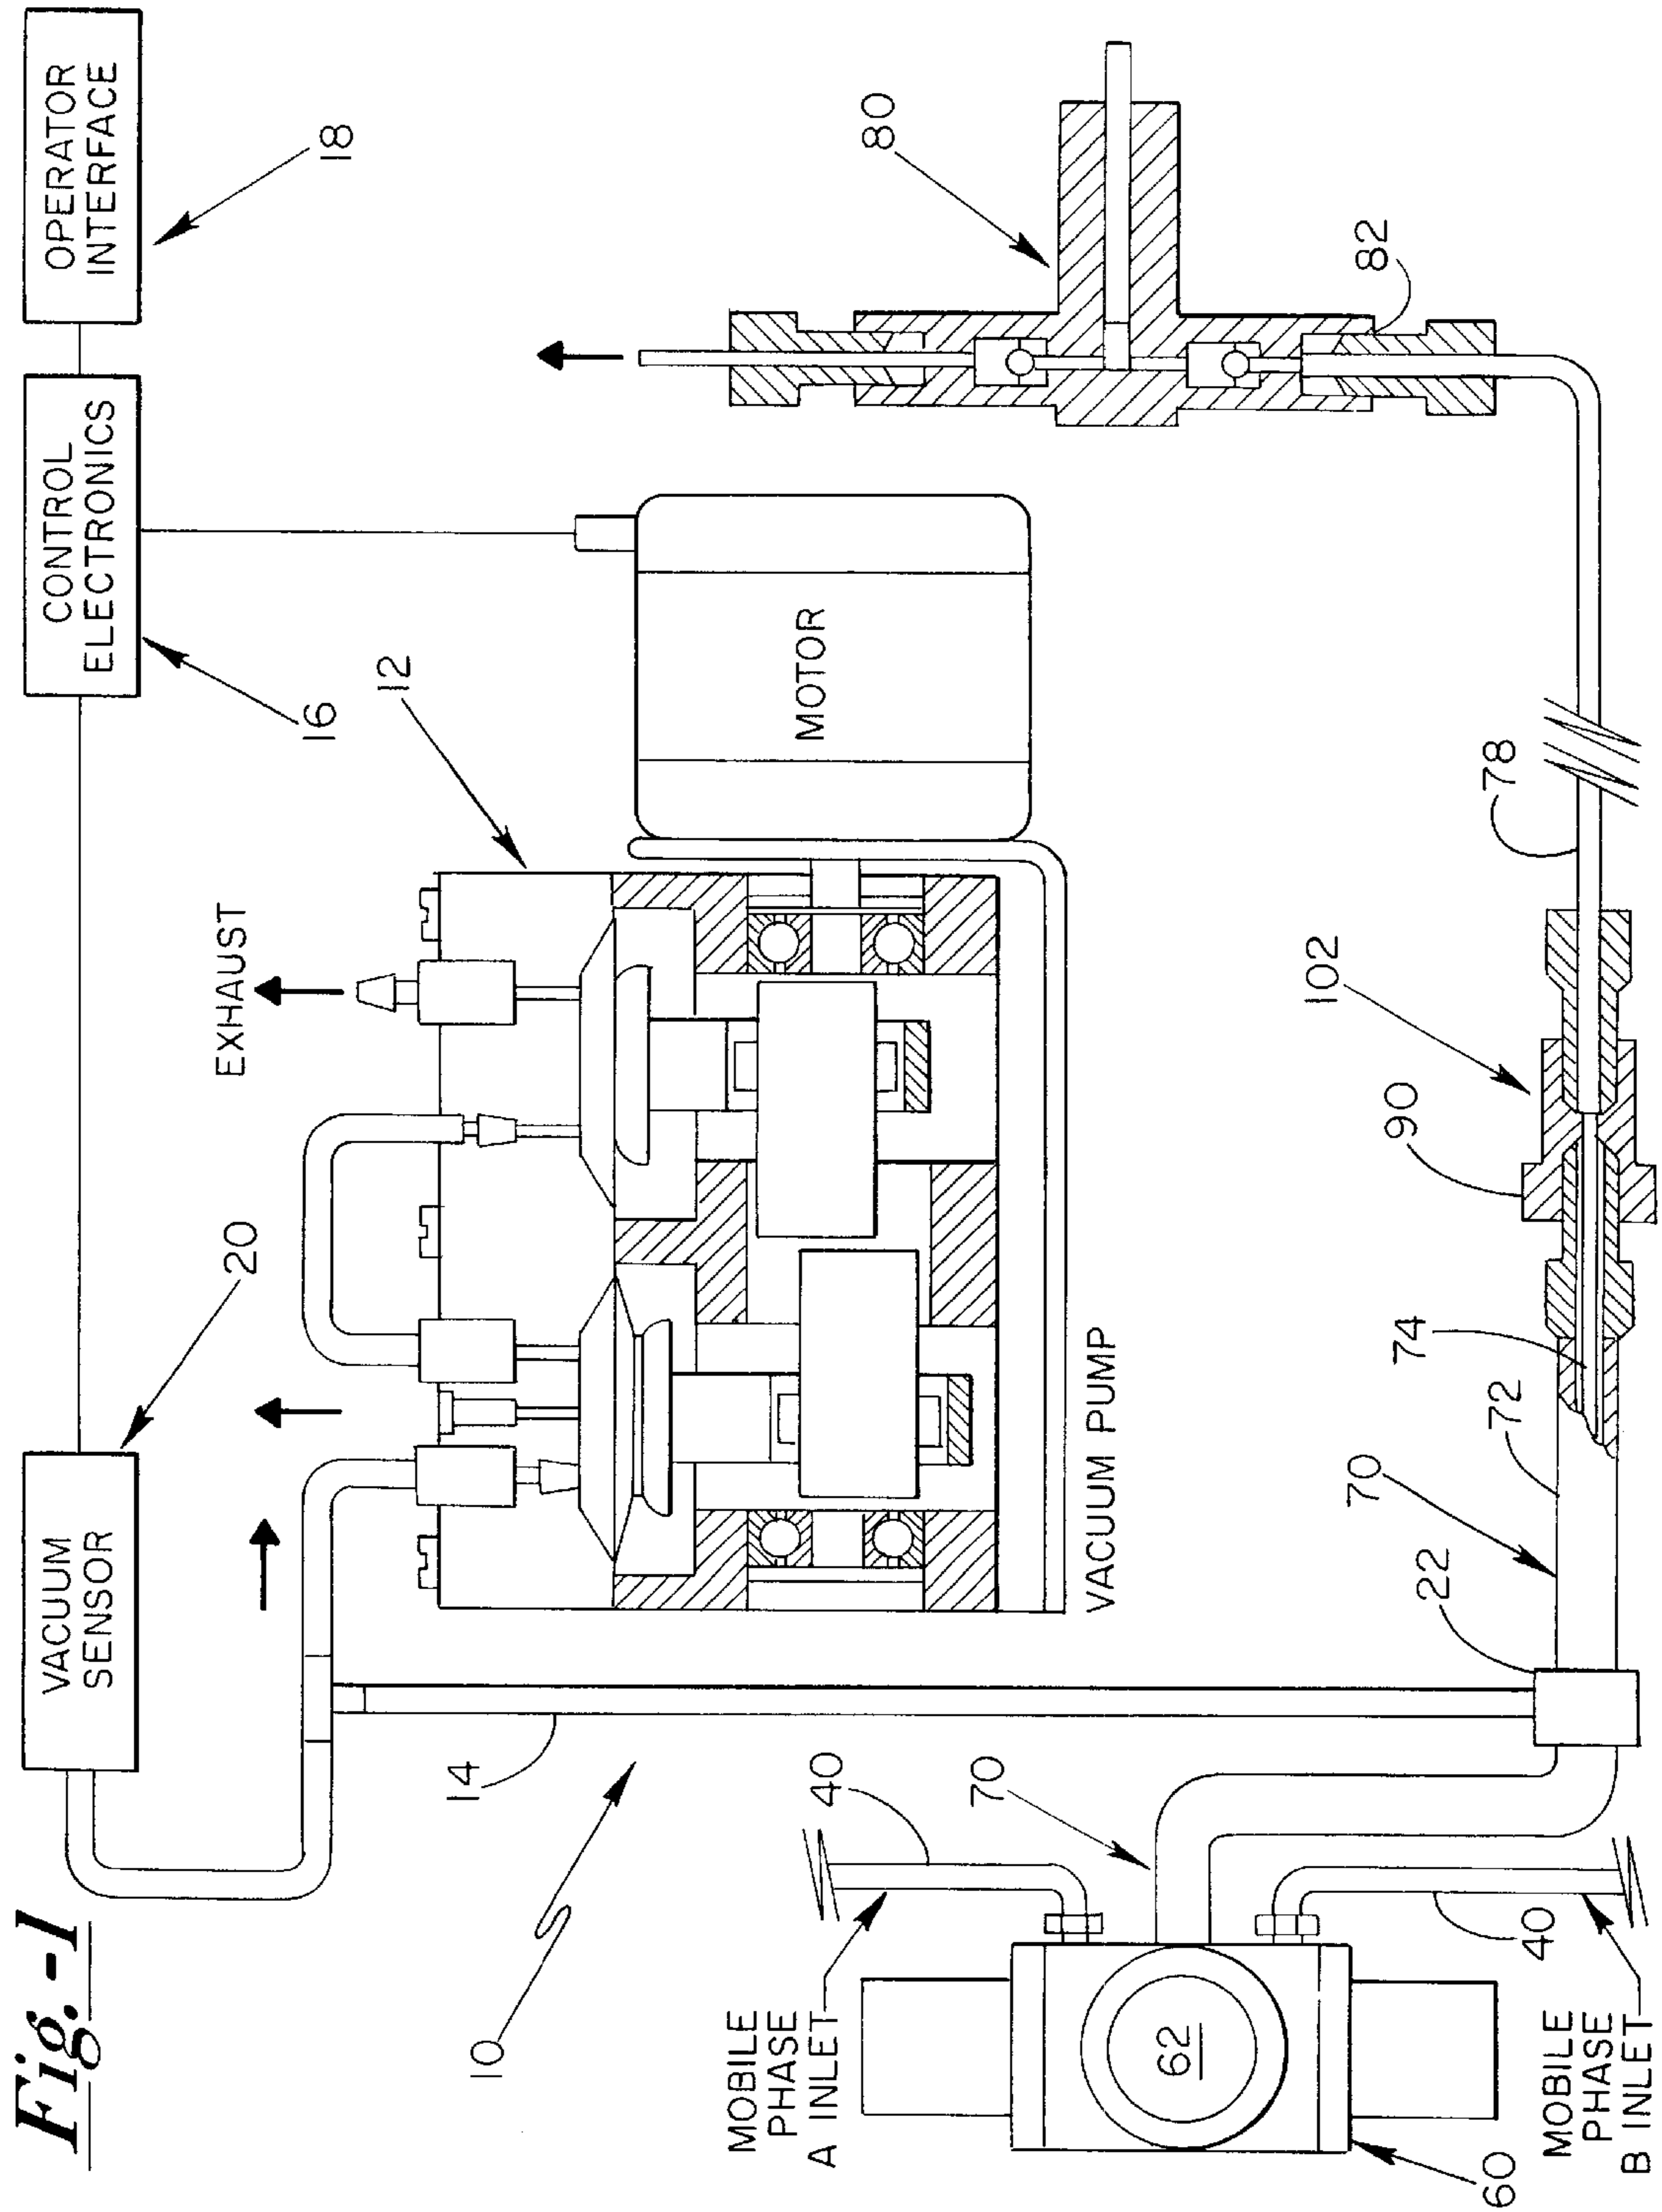 Fig.-1
VACUUM
SENSOR
20
CONTROL
ELECTRONICS
16
OPERATOR
INTERFACE
18
EXHAUST
12
MOTOR
VACUUM PUMP
14
10
80
82
MOBILE
PHASE
A INLET
40
70
62
60
MOBILE
PHASE
B INLET
40
22
70
72
74
90
102
78